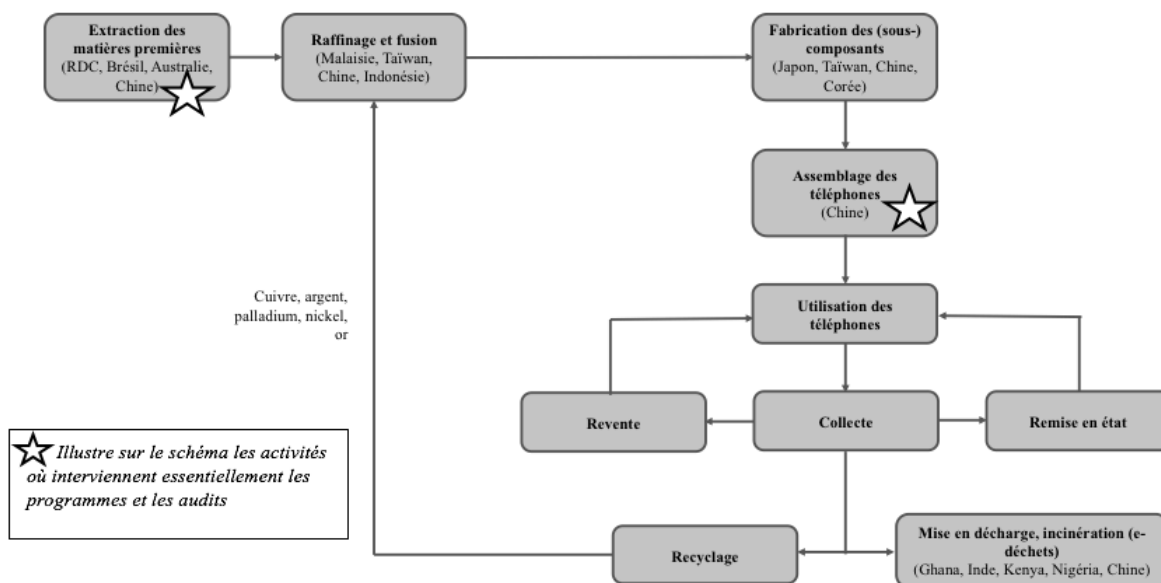 Extraction des
matières premières
(RDC, Brésil, Australie,
Chine)
Raffinage et fusion
(Malaisie, Taïwan,
Chine, Indonésie)
Fabrication des (sous-)
composants
(Japon, Taïwan, Chine,
Corée)
Assemblage des
téléphones
(Chine)
Cuivre, argent,
palladium, nickel,
or
Utilisation des
téléphones
Revente
Collecte
Remise en état
Illustre sur le schéma les activités
où interviennent essentiellement les
programmes et les audits
Recyclage
Mise en décharge, incinération (e-
déchets)
(Ghana, Inde, Kenya, Nigéria, Chine)